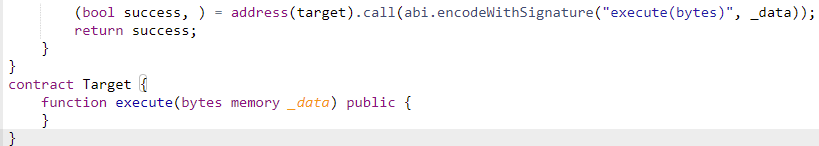 (bool success, ) = address(target).call(abi.encodeWithSignature("execute(bytes)", _data));
return success;
}
}
contract Target {
function execute(bytes memory _data) public {
}
}